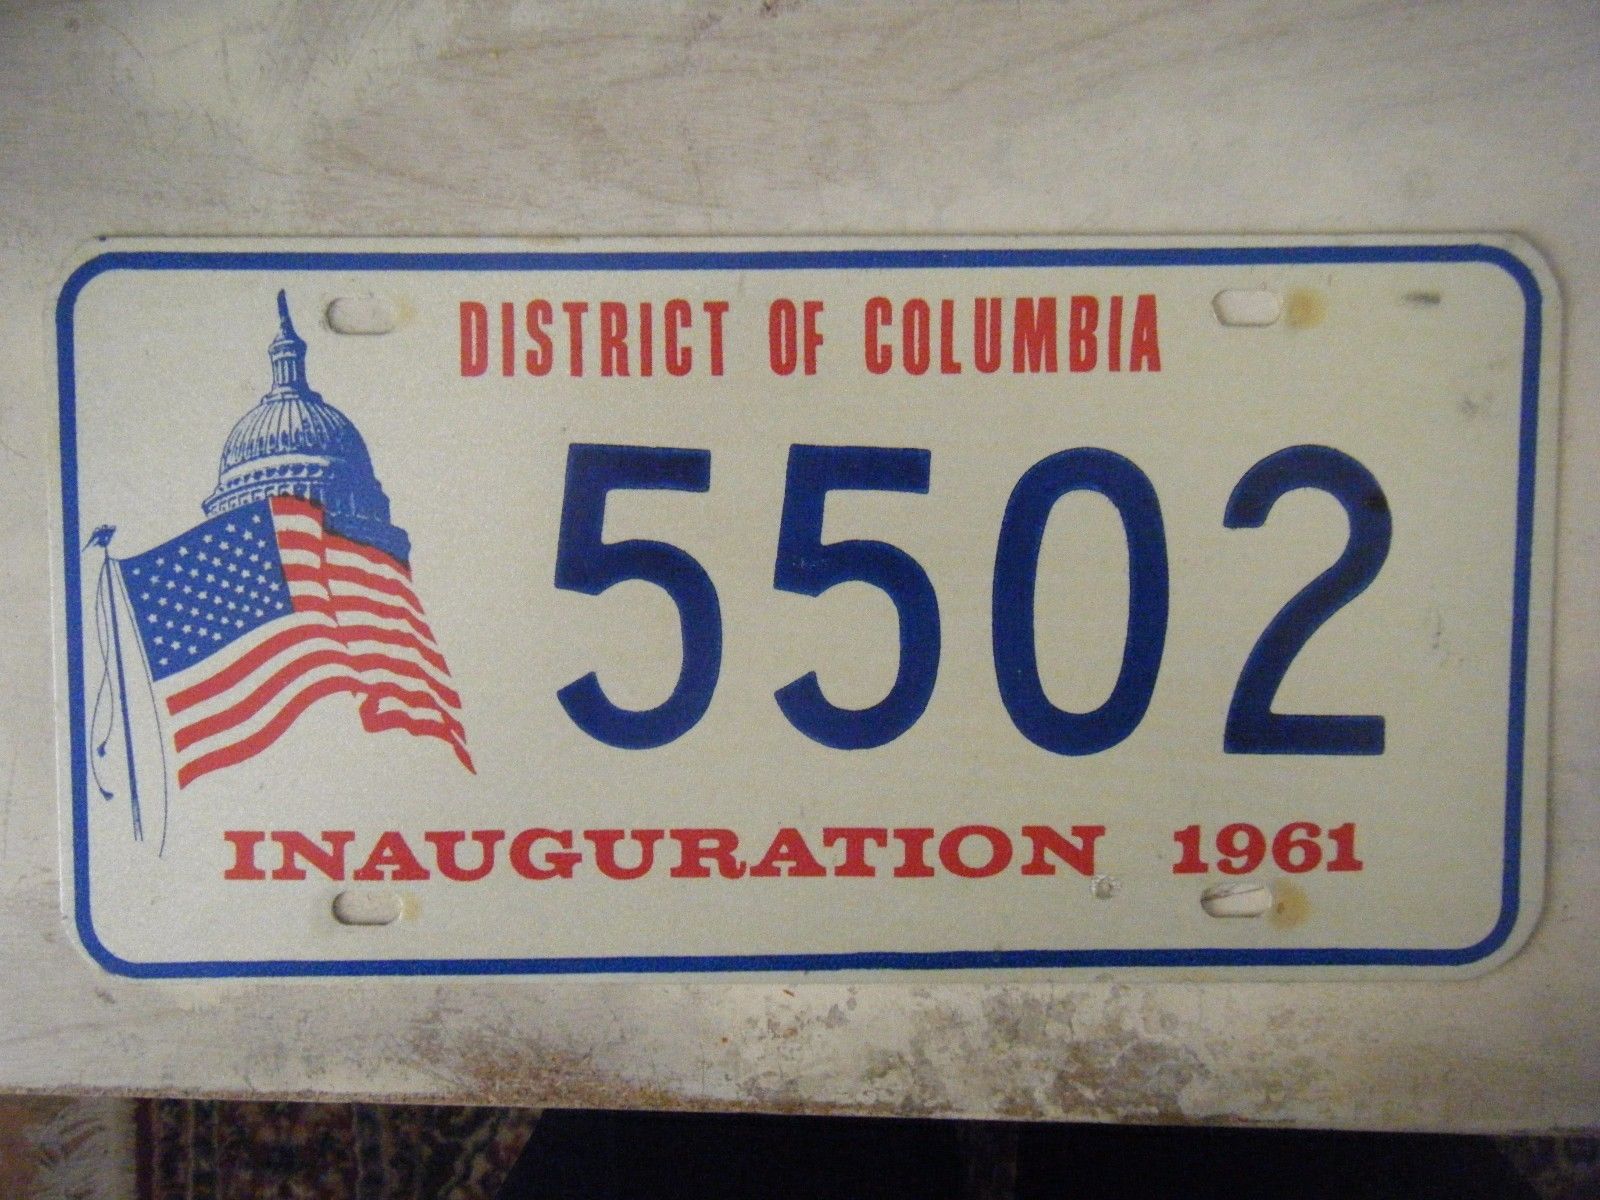 DISTRICT OF COLUMBIA
5502
INAUGURATION 1961